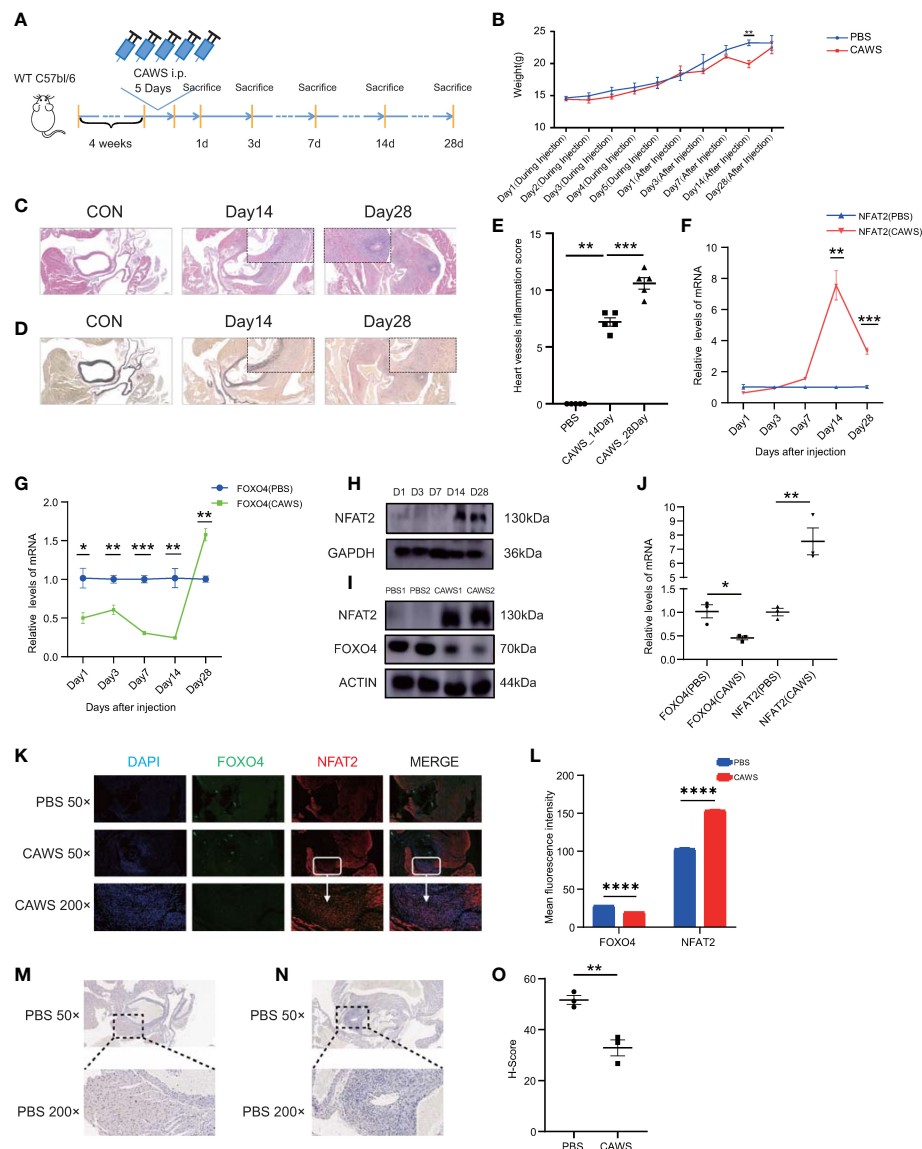 A
WT C57bl/6
CAWS i.p.
5 Days
Sacrifice Sacrifice Sacrifice Sacrifice Sacrifice
4 weeks 1d 3d 7d 14d 28d
B
PBS
CAWS
**
Weight(g)
25
20
15
10
Day1(During Injection)
Day2(During Injection)
Day3(During Injection)
Day4(During Injection)
Day5(During Injection)
Day1(After Injection)
Day3(After Injection)
Day7(After Injection)
Day14(After Injection)
Day28(After Injection)
C
CON Day14 Day28
D
CON Day14 Day28
E
Heart vessels inflammation score
** ***
15
10
5
0
PBS
CAWS_14Day
CAWS_28Day
F
NFAT2(PBS)
NFAT2(CAWS)
Relative levels of mRNA
**
***
10
8
6
4
2
0
Day1
Day3
Day7
Day14
Day28
Days after injection
G
FOXO4(PBS)
FOXO4(CAWS)
Relative levels of mRNA
* ** *** ** **
2.0
1.5
1.0
0.5
0.0
Day1
Day3
Day7
Day14
Day28
Days after injection
H
D1 D3 D7 D14 D28
NFAT2 130kDa
GAPDH 36kDa
I
PBS1 PBS2 CAWS1 CAWS2
NFAT2 130kDa
FOXO4 70kDa
ACTIN 44kDa
J
Relative levels of mRNA
* **
10
9
8
7
6
5
4
3
2
1.5
1.0
0.5
0.0
FOXO4(PBS)
FOXO4(CAWS)
NFAT2(PBS)
NFAT2(CAWS)
K
DAPI FOXO4 NFAT2 MERGE
PBS 50×
CAWS 50×
CAWS 200×
L
PBS
CAWS
Mean fluorescence intensity
**** ****
200
150
100
50
0
FOXO4 NFAT2
M
PBS 50×
PBS 200×
N
PBS 50×
PBS 200×
O
H-Score
**
60
40
20
0
PBS CAWS